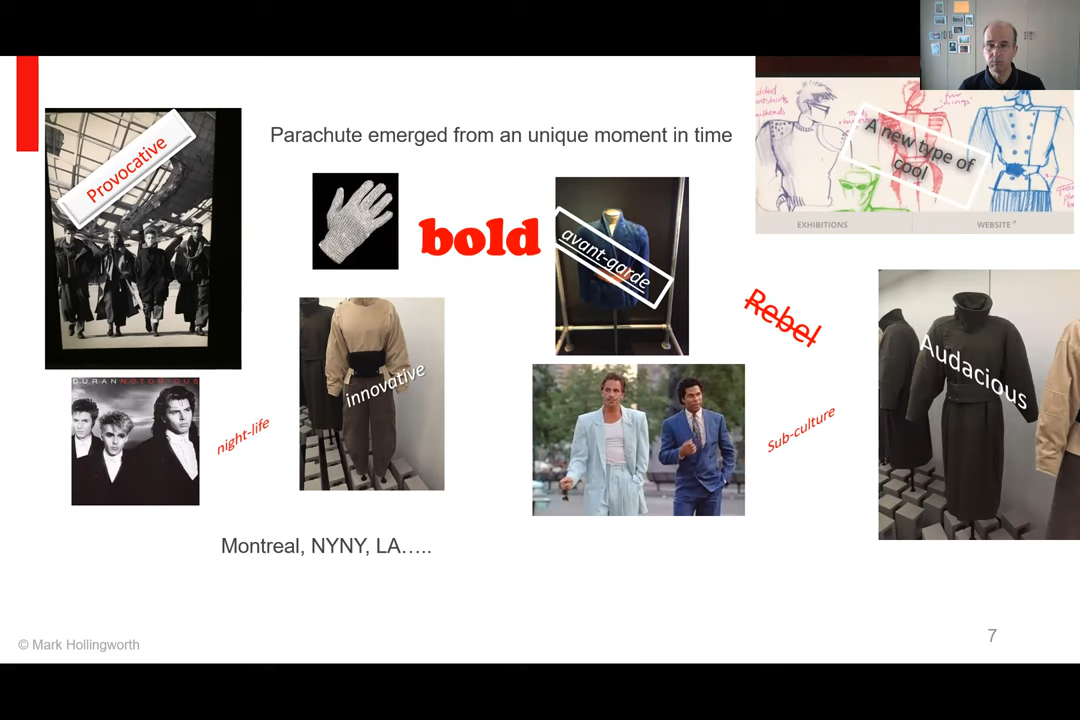 Parachute emerged from an unique moment in time
Provocative
bold
avant-garde
A new type of
cool
EXHIBITIONS
WEBSITE
Rebel
Audacious
DURAN NOTORIOUS
night-life
innovative
Sub-culture
Montreal, NYNY, LA…..
© Mark Hollingworth
7